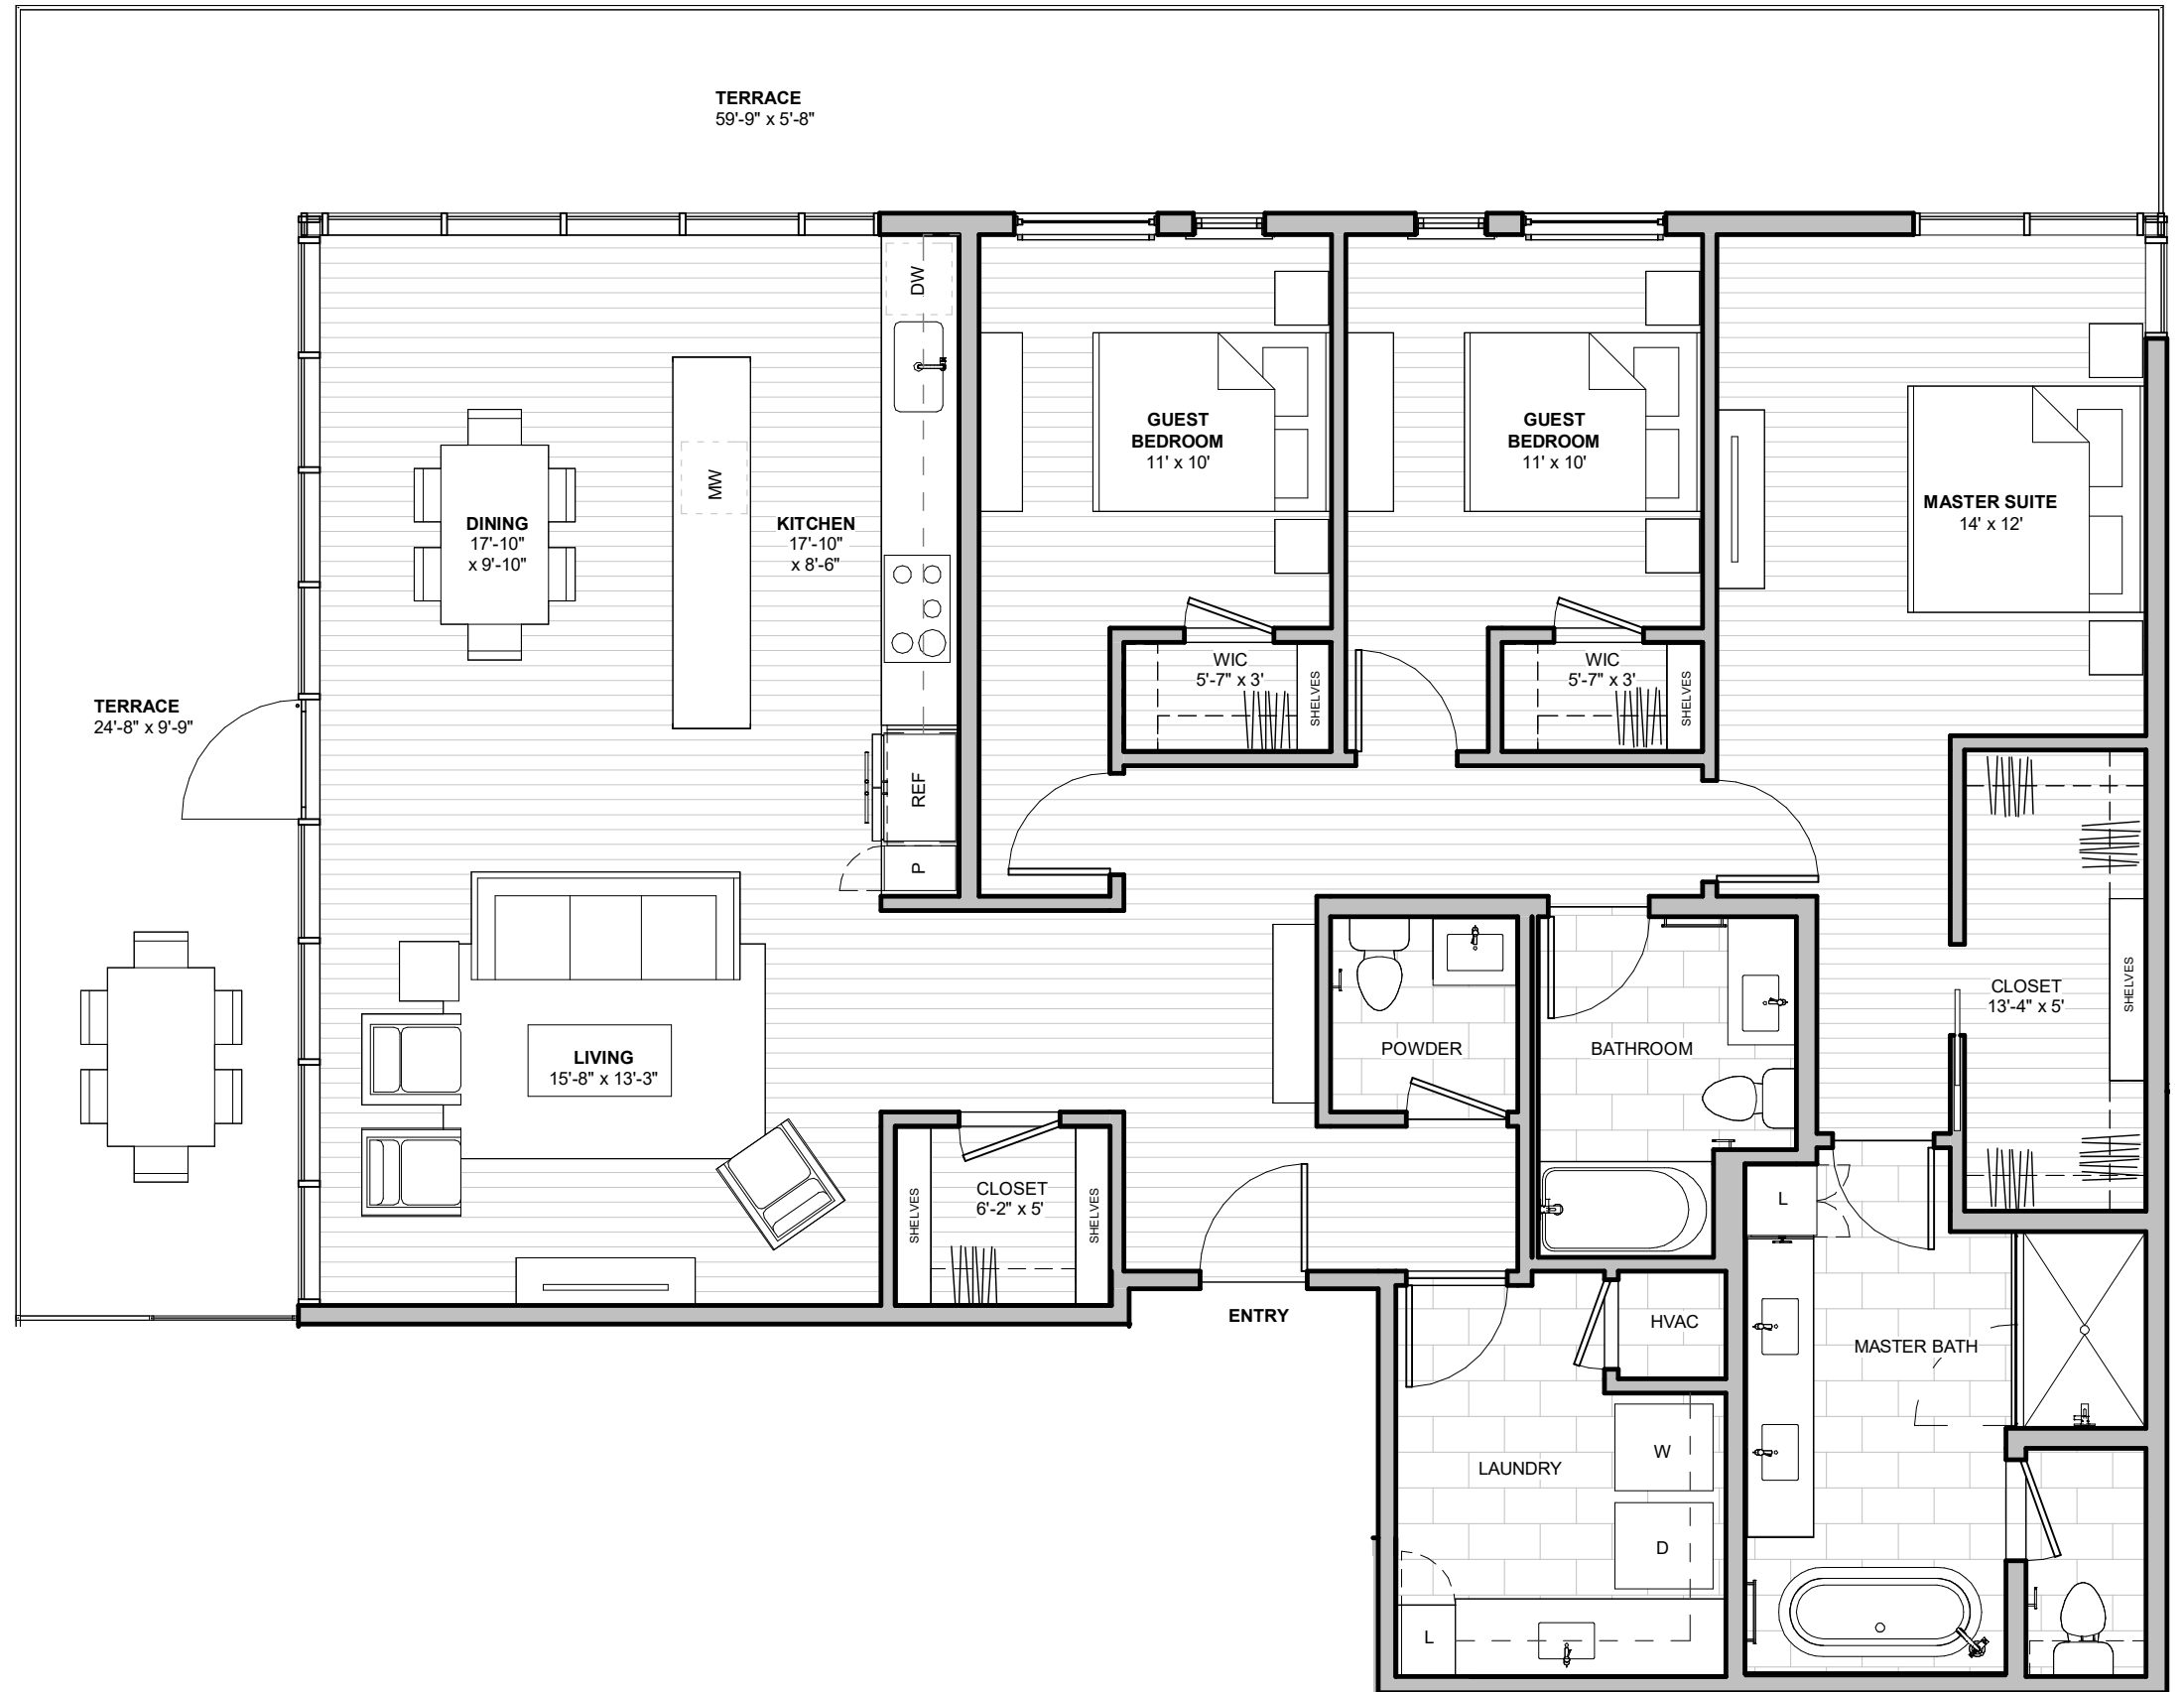 TERRACE
59'-9" x 5'-8"
DW
GUEST
BEDROOM
11' x 10'
GUEST
BEDROOM
11' x 10'
MASTER SUITE
14' x 12'
MW
DINING
17'-10"
x 9'-10"
KITCHEN
17'-10"
x 8'-6"
WIC
5'-7" x 3'
SHELVES
WIC
5'-7" x 3'
SHELVES
TERRACE
24'-8" x 9'-9"
REF
P
CLOSET
13'-4" x 5'
SHELVES
LIVING
15'-8" x 13'-3"
POWDER
BATHROOM
CLOSET
6'-2" x 5'
SHELVES
SHELVES
L
ENTRY
HVAC
MASTER BATH
LAUNDRY
W
D
L